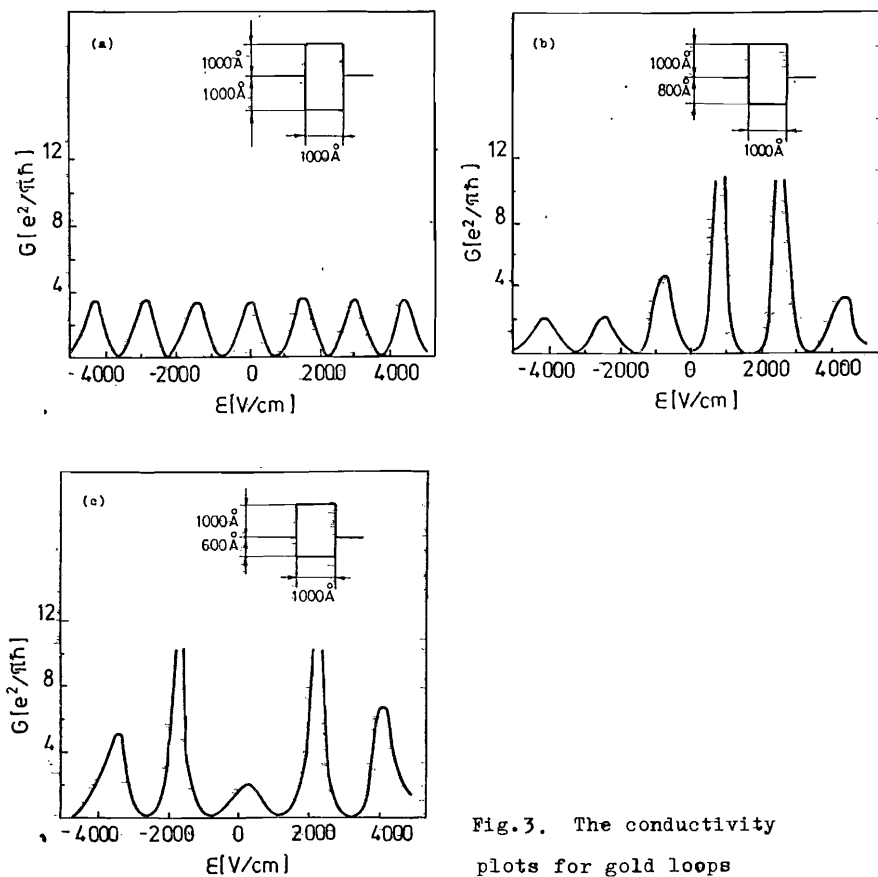 (a)
1000Å
1000Å
1000Å
G[e²/πℏ]
12
8
4
-4000 -2000 0 2000 4000
ε[V/cm]
(b)
1000Å
800Å
1000Å
G[e²/πℏ]
12
8
4
-4000 -2000 0 2000 4000
ε[V/cm]
(c)
1000Å
600Å
1000Å
G[e²/πℏ]
12
8
4
-4000 -2000 0 2000 4000
ε[V/cm]
Fig.3. The conductivity
plots for gold loops